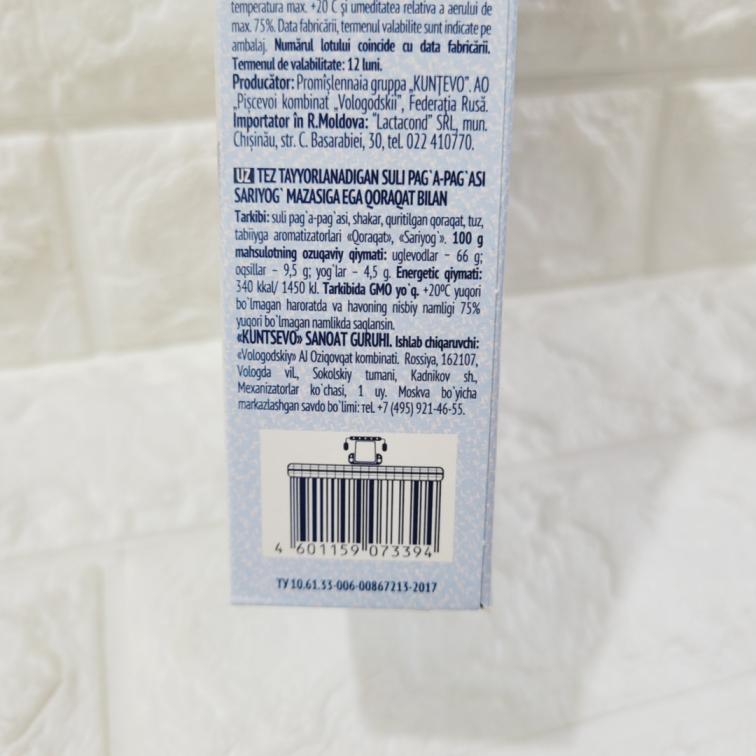 temperatura max. +20 C și umeditatea relativa a aerului de
max. 75%. Data fabricării, termenul valabilite sunt indicate pe
ambalaj. Numărul lotului coincide cu data fabricării.
Termenul de valabilitate: 12 luni.
Producător: Promîșlennaia gruppa „KUNȚEVO”. AO
„Pișcevoi kombinat „Vologodskii”, Federația Rusă.
Importator în R.Moldova: “Lactacond” SRL, mun.
Chișinău, str. C. Basarabiei, 30, tel. 022 410770.
UZ TEZ TAYYORLANADIGAN SULI PAG`A-PAG`ASI
SARIYOG` MAZASIGA EGA QORAQAT BILAN
Tarkibi: suli pag`a-pag`asi, shakar, quritilgan qoraqat, tuz,
tabiiyga aromatizatorlari «Qoraqat», «Sariyog`». 100 g
mahsulotning ozuqaviy qiymati: uglevodlar – 66 g;
oqsillar – 9,5 g; yog`lar – 4,5 g. Energetic qiymati:
340 kkal/ 1450 kl. Tarkibida GMO yo`q. +20°C yuqori
bo`lmagan haroratda va havoning nisbiy namligi 75%
yuqori bo`lmagan namlikda saqlansin.
«KUNTSEVO» SANOAT GURUHI. Ishlab chiqaruvchi:
«Vologodskiy» AJ Oziqovqat kombinati. Rossiya, 162107,
Vologda vil., Sokolskiy tumani, Kadnikov sh.,
Mexanizatorlar ko`chasi, 1 uy. Moskva bo`yicha
markazlashgan savdo bo`limi: тел. +7 (495) 921-46-55.
4 601159 073394
ТУ 10.61.33-006-00867213-2017